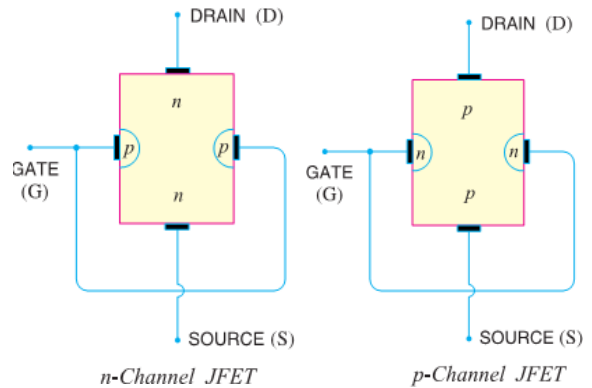 DRAIN (D)
n
p
p
GATE
(G)
n
SOURCE (S)
n-Channel JFET
DRAIN (D)
p
n
n
GATE
(G)
p
SOURCE (S)
p-Channel JFET